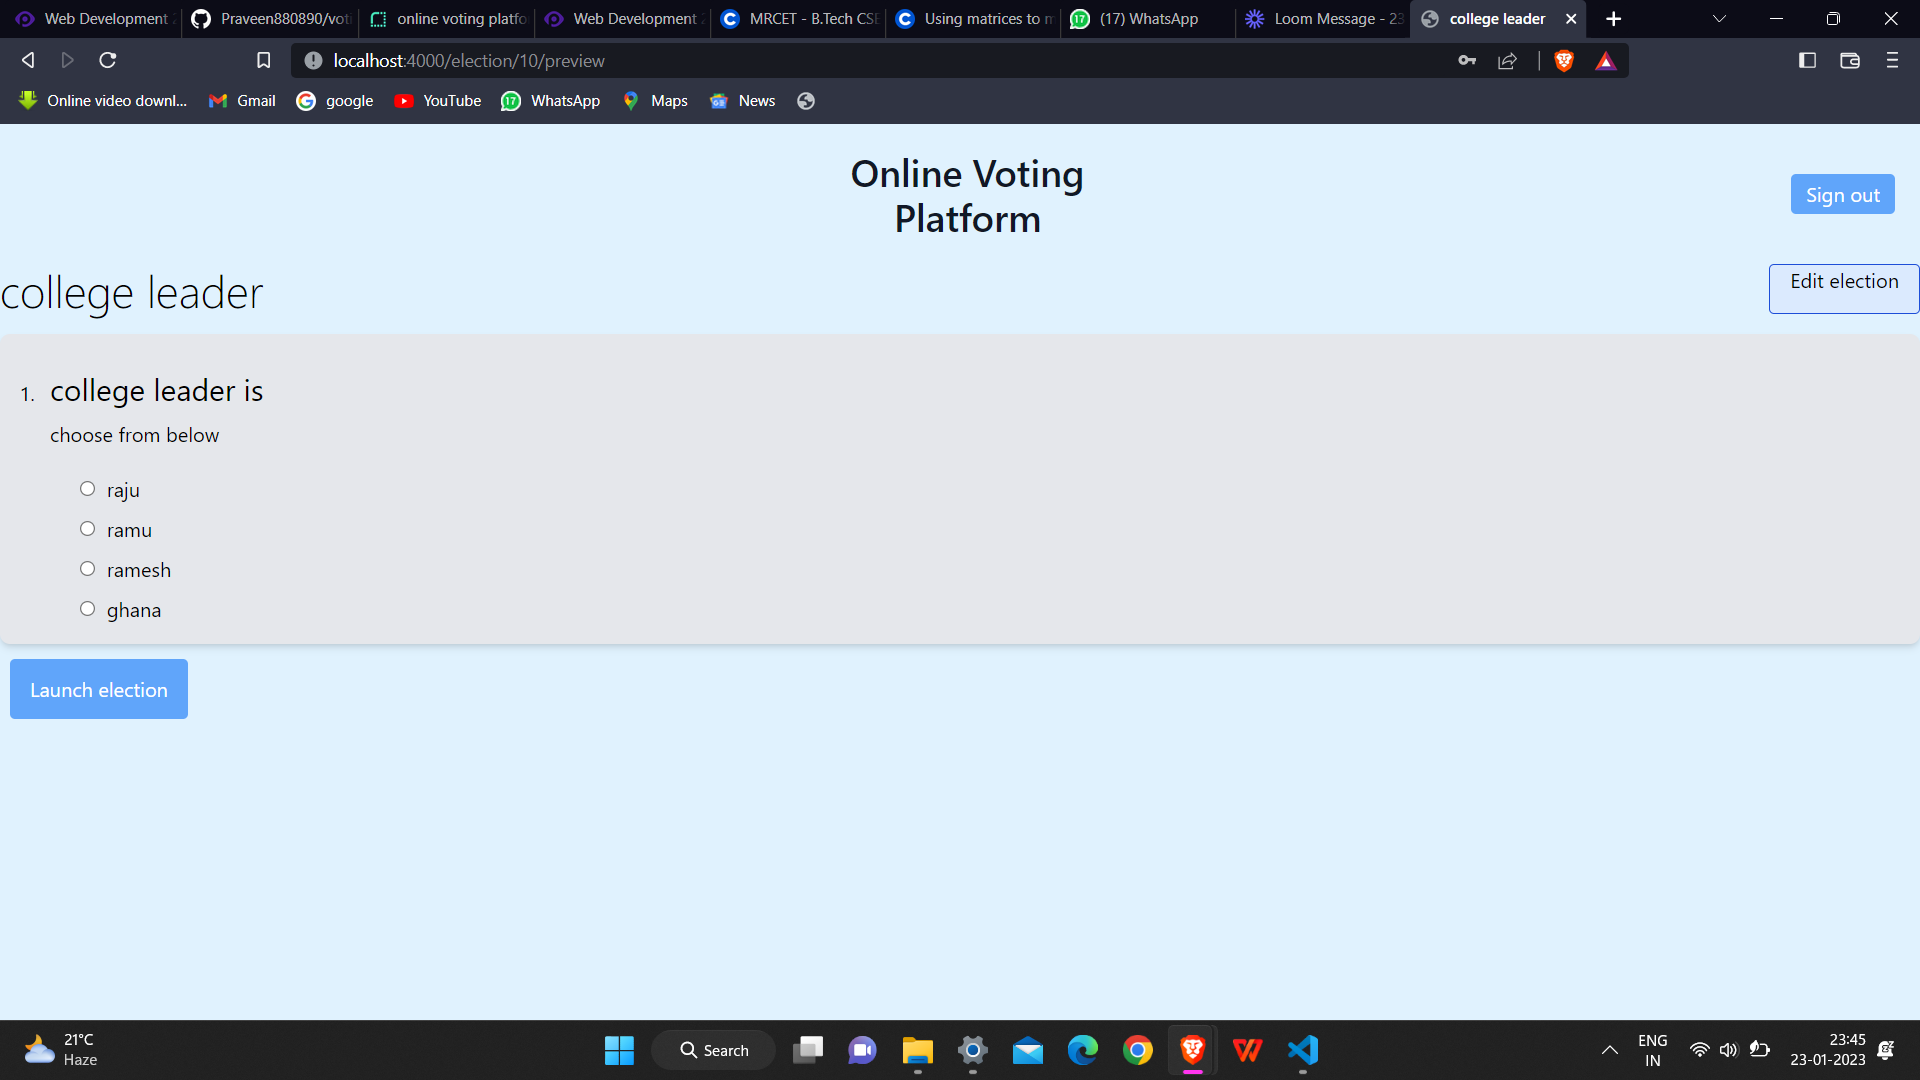 Web Development
Praveen880890/voti
online voting platfo
Web Development
MRCET - B.Tech CSE
Using matrices to m
(17) WhatsApp
Loom Message - 23
college leader
localhost:4000/election/10/preview
Online video downl...
Gmail
google
YouTube
17
WhatsApp
Maps
News
Online Voting
Platform
Sign out
college leader
Edit election
1. college leader is
choose from below
raju
ramu
ramesh
ghana
Launch election
21°C
Haze
Search
ENG
IN
23:45
23-01-2023